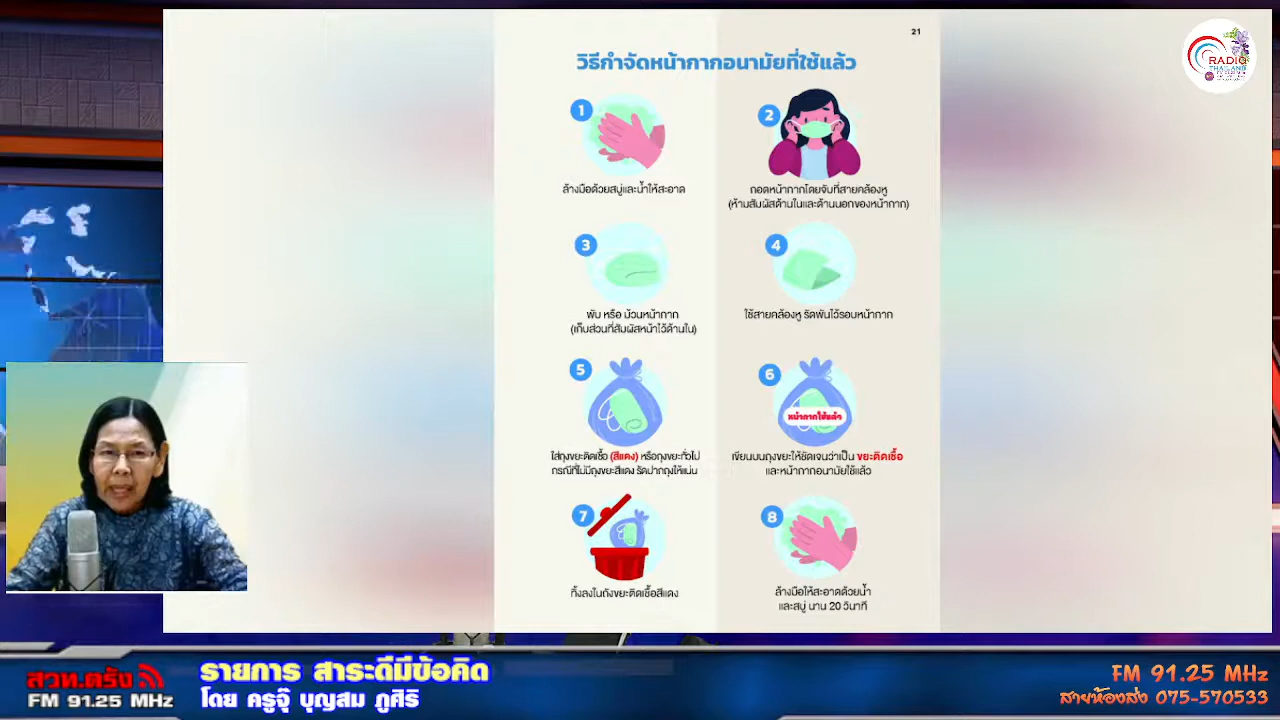 21
RADIO
THAILAND
วิธีกำจัดหน้ากากอนามัยที่ใช้แล้ว
1
ล้างมือด้วยสบู่และน้ำให้สะอาด
2
ถอดหน้ากากโดยจับที่สายคล้องหู
(ห้ามสัมผัสด้านในและด้านนอกของหน้ากาก)
3
พับ หรือ ม้วนหน้ากาก
(เก็บส่วนที่สัมผัสหน้าไว้ด้านใน)
4
ใช้สายคล้องหู รัดพันไว้รอบหน้ากาก
5
ใส่ถุงขยะติดเชื้อ (สีแดง) หรือถุงขยะทั่วไป
กรณีที่ไม่มีถุงขยะสีแดง รัดปากถุงให้แน่น
6
หน้ากากใช้แล้ว
เขียนบนถุงขยะให้ชัดเจนว่าเป็น ขยะติดเชื้อ
และหน้ากากอนามัยใช้แล้ว
7
ทิ้งลงในถังขยะติดเชื้อสีแดง
8
ล้างมือให้สะอาดด้วยน้ำ
และสบู่ นาน 20 วินาที
สวท.ตรัง
FM 91.25 MHz
รายการ สาระดีมีข้อคิด
โดย ครูจุ๊ บุญสม ภูศิริ
FM 91.25 MHz
สายห้องส่ง 075-570533